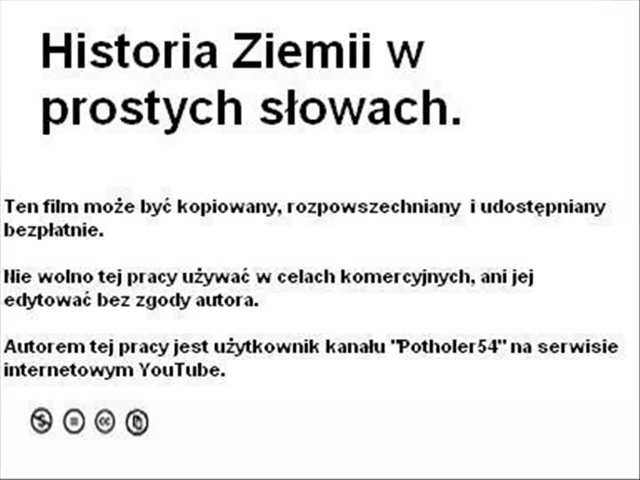 Historia Ziemii w
prostych słowach.
Ten film może być kopiowany, rozpowszechniany i udostępniany
bezpłatnie.
Nie wolno tej pracy używać w celach komercyjnych, ani jej
edytować bez zgody autora.
Autorem tej pracy jest użytkownik kanału "Potholer54" na serwisie
internetowym YouTube.